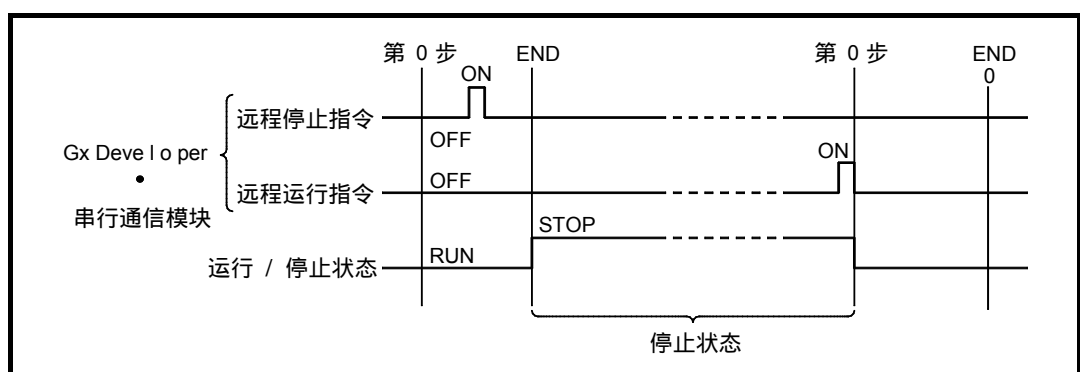 第 0 步
END
第 0 步
END
0
ON
远程停止指令
OFF
ON
Gx Deve l o per
•
串行通信模块
OFF
远程运行指令
STOP
RUN
运行 / 停止状态
停止状态